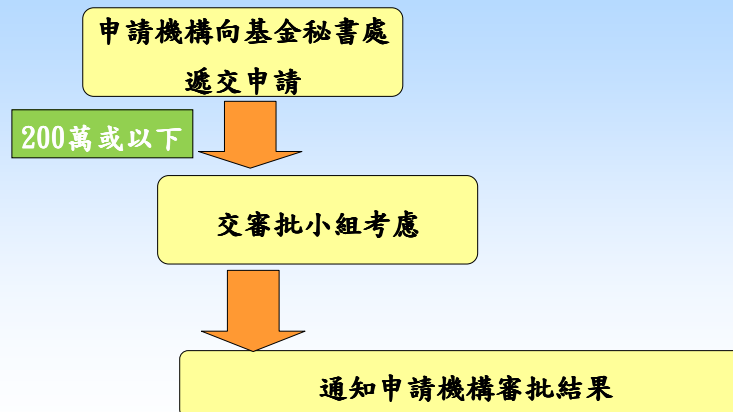 申請機構向基金秘書處
遞交申請
200萬或以下
交審批小組考慮
通知申請機構審批結果